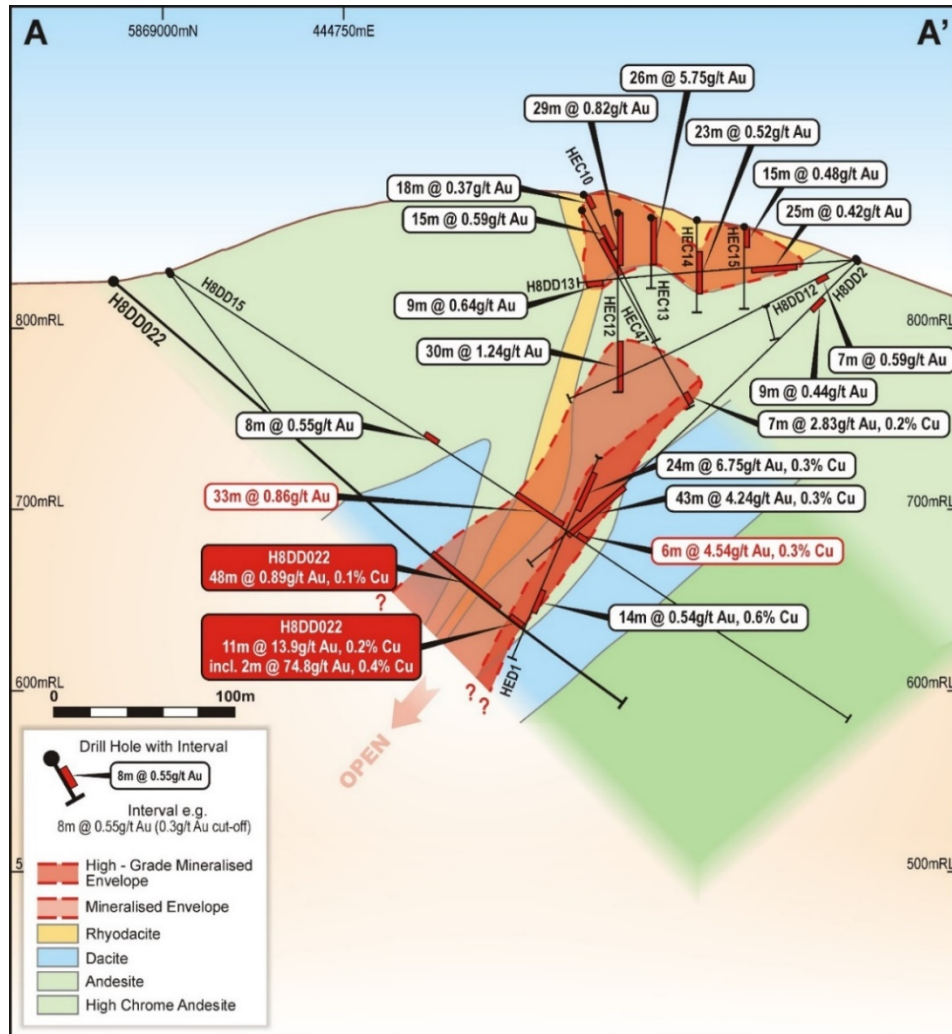 A
5869000mN
444750mE
A'
26m @ 5.75g/t Au
29m @ 0.82g/t Au
23m @ 0.52g/t Au
HEC10
18m @ 0.37g/t Au
15m @ 0.48g/t Au
15m @ 0.59g/t Au
25m @ 0.42g/t Au
HEC14
HEC15
H8DD13
H8DD15
H8DD022
H8DD12
H8DD2
9m @ 0.64g/t Au
HEC12
HEC47
HEC13
800mRL
800mRL
30m @ 1.24g/t Au
7m @ 0.59g/t Au
9m @ 0.44g/t Au
8m @ 0.55g/t Au
7m @ 2.83g/t Au, 0.2% Cu
24m @ 6.75g/t Au, 0.3% Cu
700mRL
33m @ 0.86g/t Au
43m @ 4.24g/t Au, 0.3% Cu
700mRL
6m @ 4.54g/t Au, 0.3% Cu
H8DD022
48m @ 0.89g/t Au, 0.1% Cu
?
14m @ 0.54g/t Au, 0.6% Cu
H8DD022
11m @ 13.9g/t Au, 0.2% Cu
incl. 2m @ 74.8g/t Au, 0.4% Cu
HED1
600mRL
600mRL
? ?
0 100m
OPEN
Drill Hole with Interval
8m @ 0.55g/t Au
Interval e.g.
8m @ 0.55g/t Au (0.3g/t Au cut-off)
5
500mRL
High - Grade Mineralised
Envelope
Mineralised Envelope
Rhyodacite
Dacite
Andesite
High Chrome Andesite